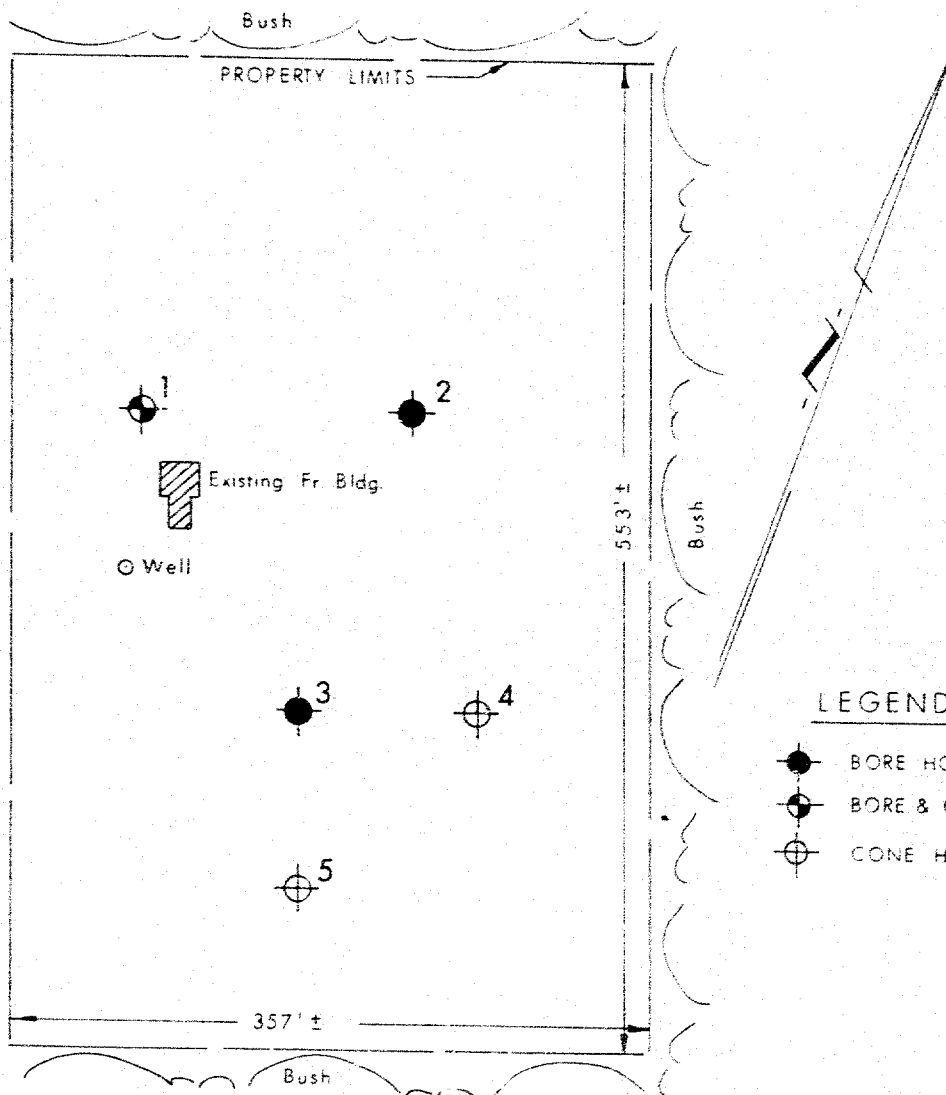 Bush
PROPERTY LIMITS
1
2
Existing Fr. Bldg.
Well
553' ±
Bush
3
4
5
357' ±
Bush
LEGEND
BORE
BORE &
CONE